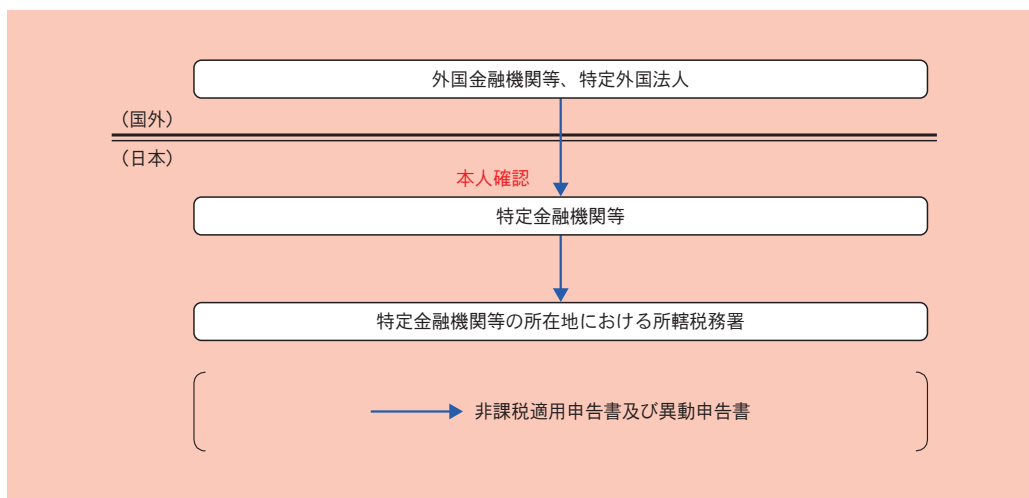 外国金融機関等、特定外国法人
（国外）
（日本）
本人確認
特定金融機関等
特定金融機関等の所在地における所轄税務署
非課税適用申告書及び異動申告書